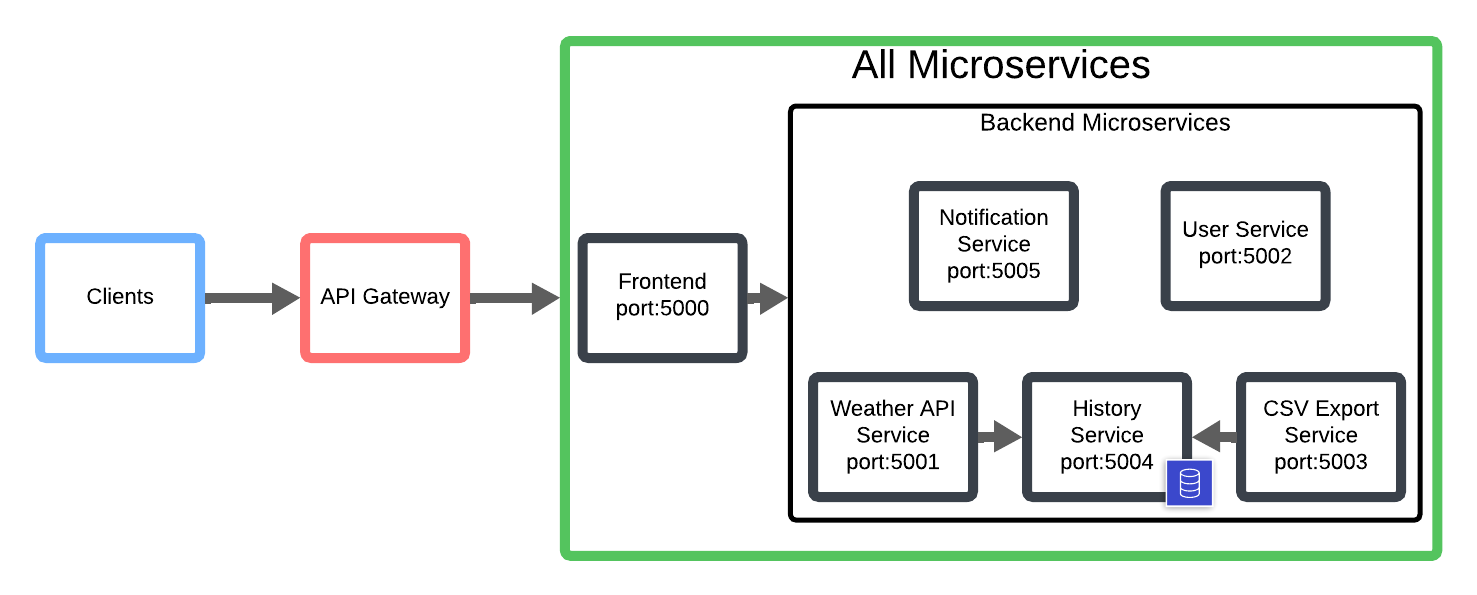 All Microservices
Backend Microservices
Notification
Service
port:5005
User Service
port:5002
Clients
API Gateway
Frontend
port:5000
Weather API
Service
port:5001
History
Service
port:5004
CSV Export
Service
port:5003